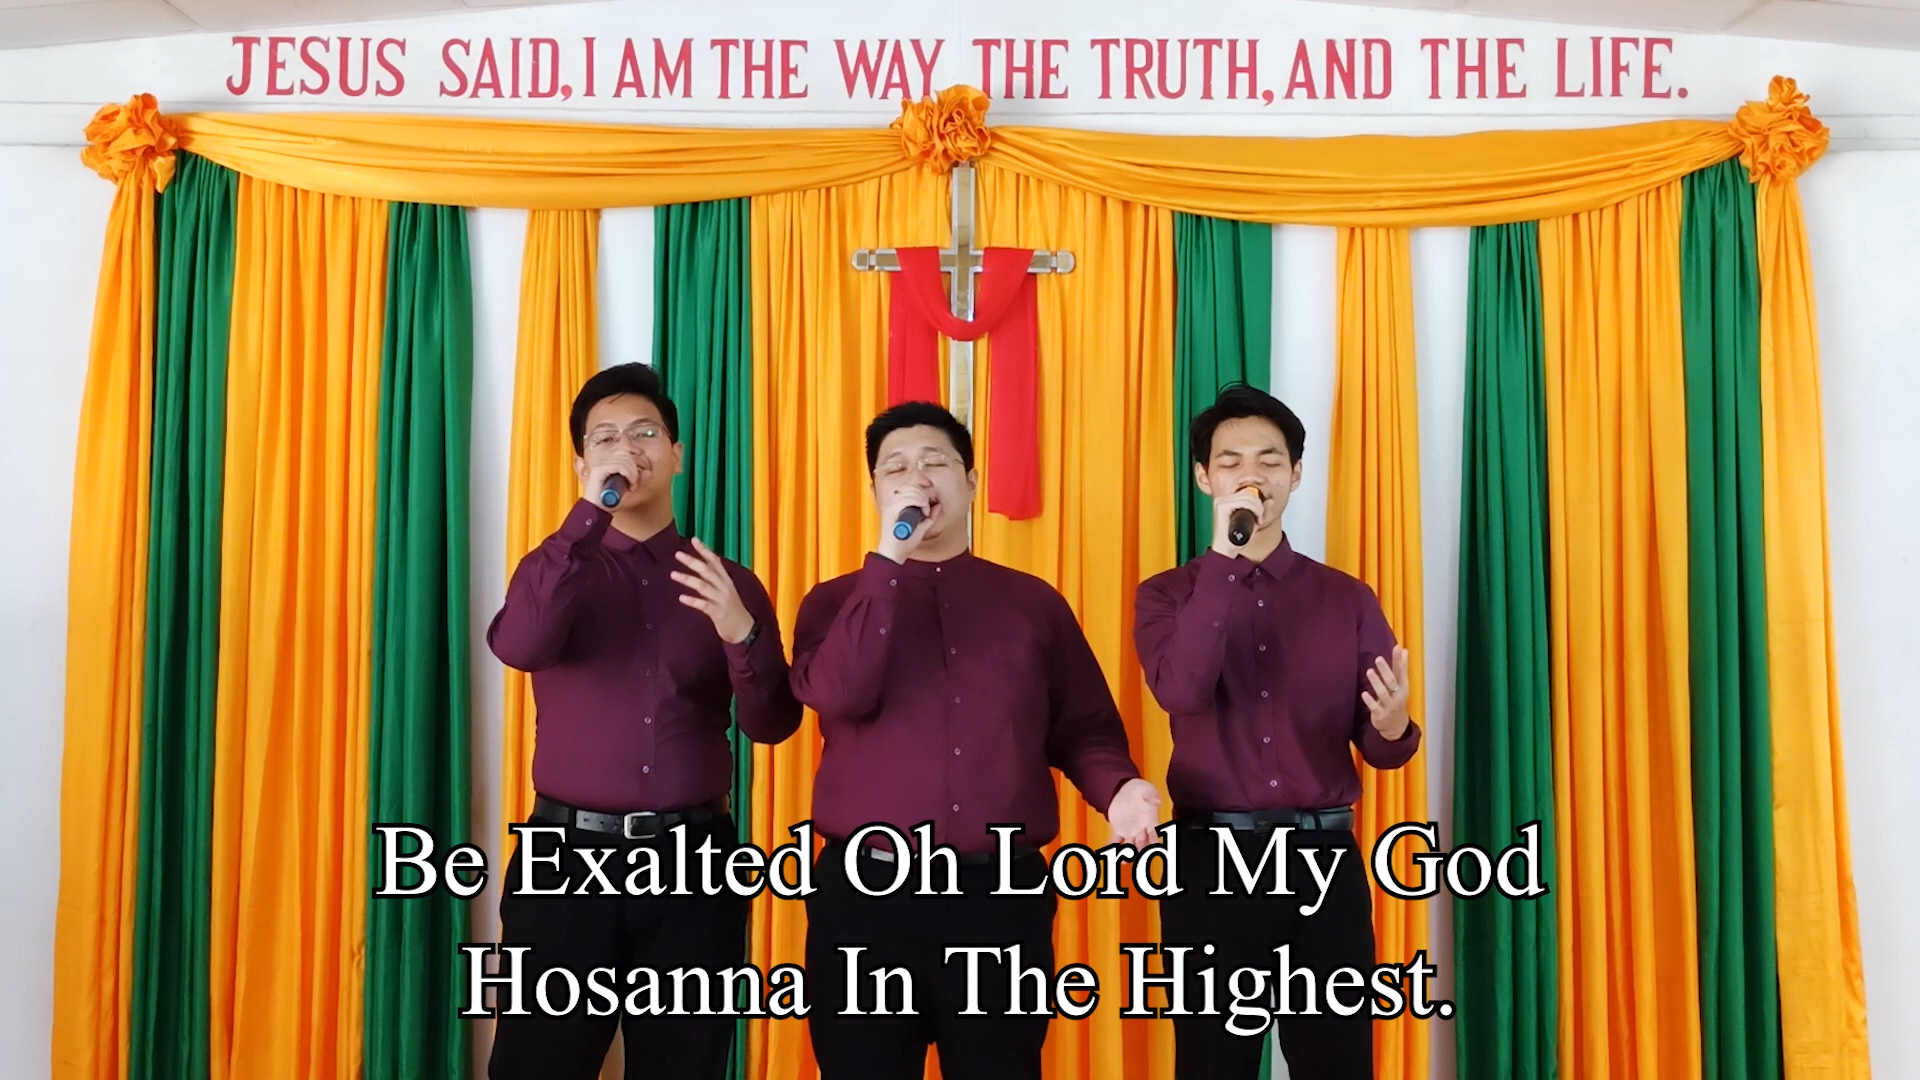 JESUS SAID, I AM THE WAY, THE TRUTH, AND THE LIFE.
Be Exalted Oh Lord My God
Hosanna In The Highest.